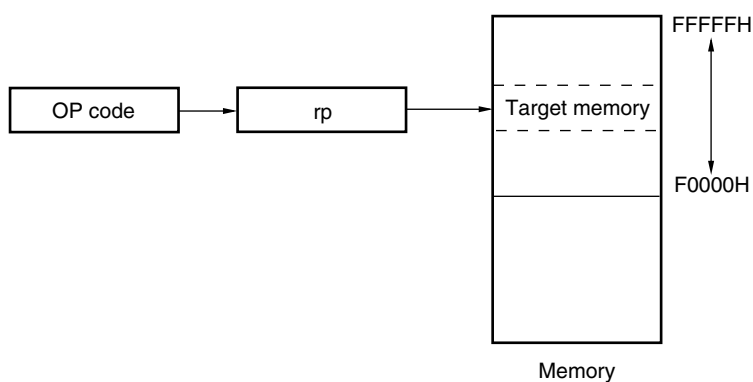 FFFFFH
OP code
rp
Target memory
F0000H
Memory